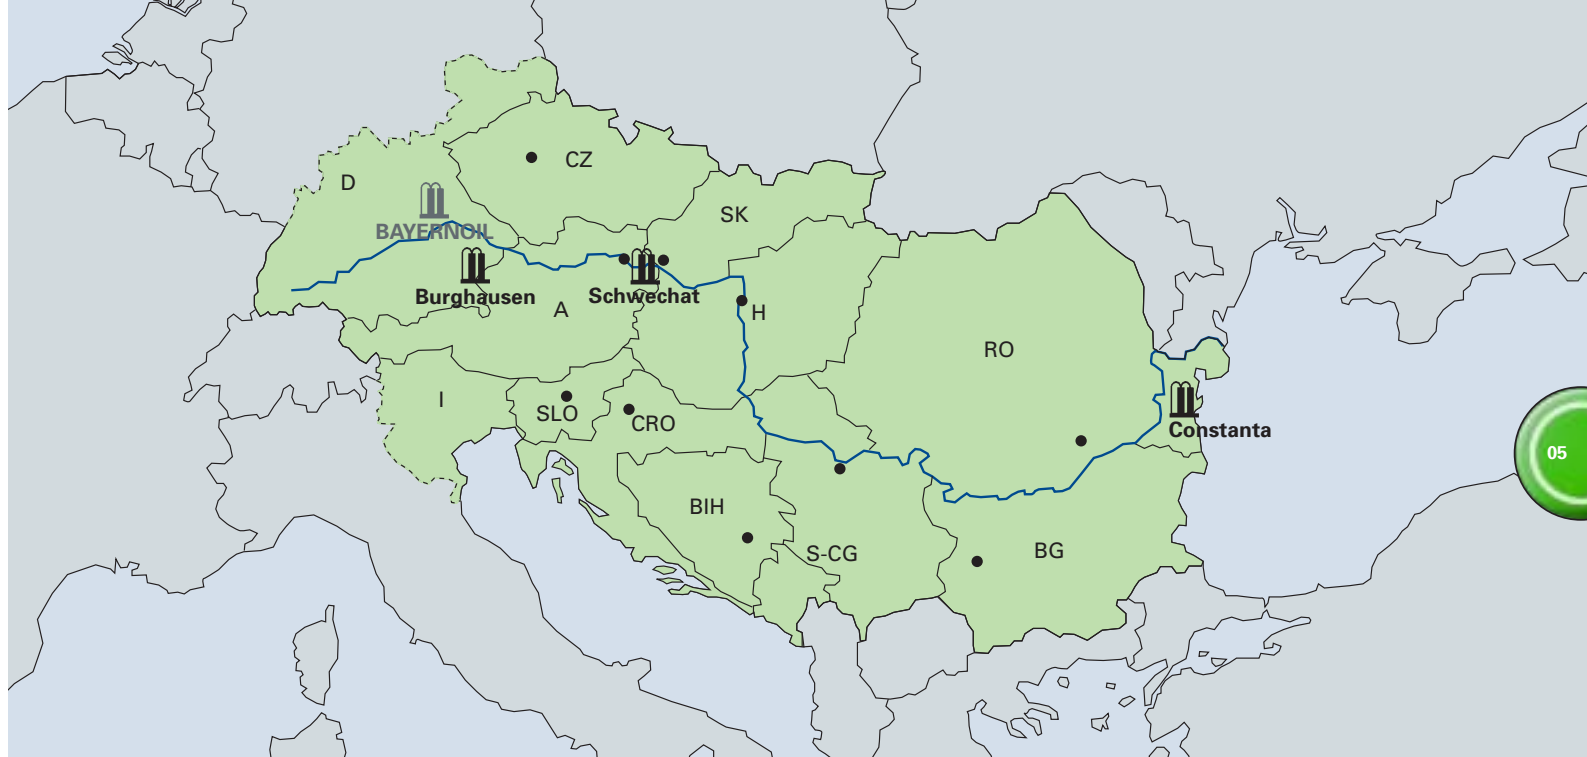 CZ
D
SK
BAYERNOIL
Burghausen
Schwechat
A
H
RO
I
SLO
CRO
Constanta
05
BIH
S-CG
BG